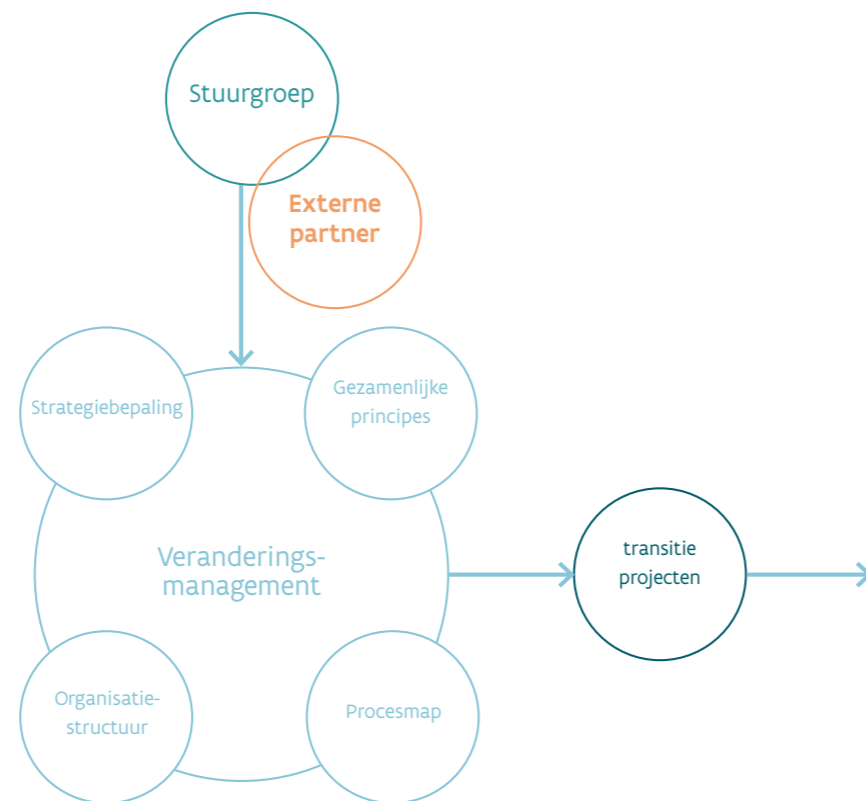 Stuurgroep
Externe
partner
Strategiebepaling
Gezamenlijke
principes
Veranderings-
management
transitie
projecten
Organisatie-
structuur
Procesmap